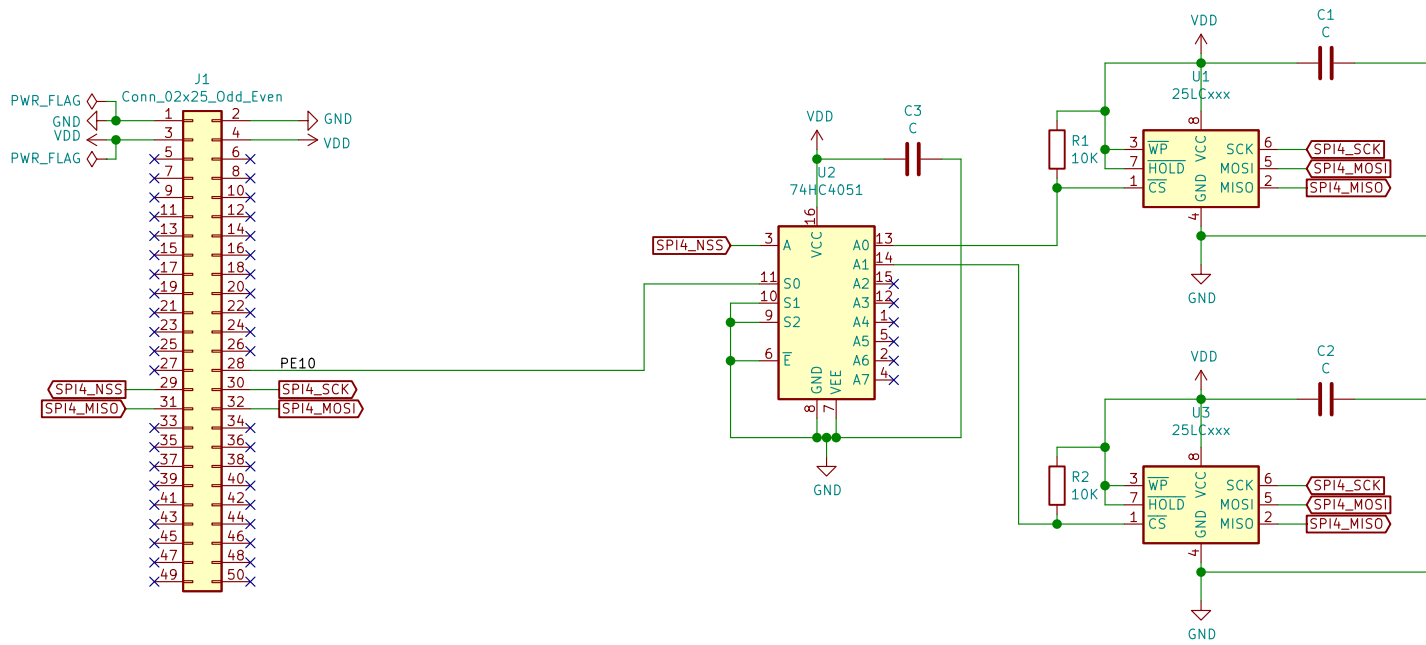 J1
Conn_02x25_Odd_Even
PWR_FLAG
GND
VDD
PWR_FLAG
GND
VDD
1 2
3 4
5 6
7 8
9 10
11 12
13 14
15 16
17 18
19 20
21 22
23 24
25 26
27 28 PE10
SPI4_NSS 29 30 SPI4_SCK
SPI4_MISO 31 32 SPI4_MOSI
33 34
35 36
37 38
39 40
41 42
43 44
45 46
47 48
49 50
VDD
C3
C
U2
74HC4051
16
VCC
SPI4_NSS 3 A A0 13
A1 14
11 S0 A2 15
10 S1 A3 12
9 S2 A4 1
A5 5
6 E A6 2
A7 4
GND VEE
8 7
GND
VDD
C1
C
U1
25LCxxx
8
R1
10K
VCC
3 WP SCK 6 SPI4_SCK
7 HOLD MOSI 5 SPI4_MOSI
1 CS MISO 2 SPI4_MISO
GND
4
GND
VDD
C2
C
U3
25LCxxx
8
R2
10K
VCC
3 WP SCK 6 SPI4_SCK
7 HOLD MOSI 5 SPI4_MOSI
1 CS MISO 2 SPI4_MISO
GND
4
GND